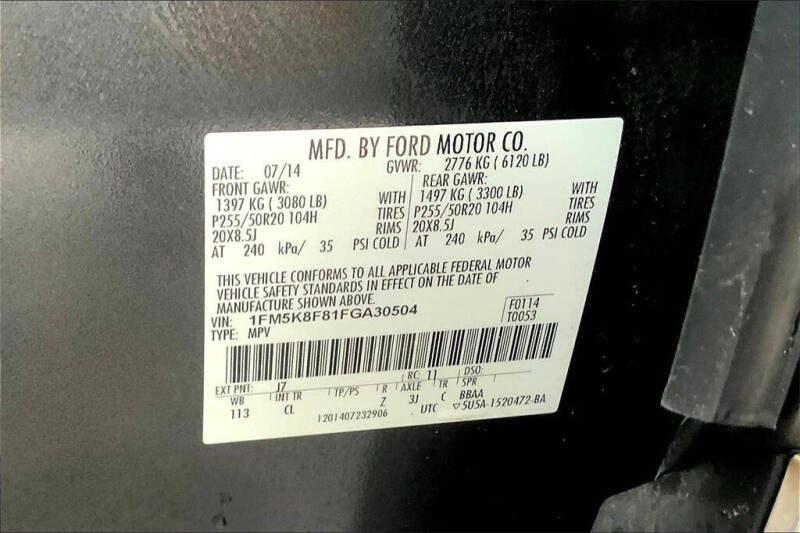 MFD. BY FORD MOTOR CO.
DATE: 07/14 GVWR: 2776 KG ( 6120 LB)
FRONT GAWR: REAR GAWR:
1397 KG ( 3080 LB) WITH 1497 KG ( 3300 LB) WITH
P255/50R20 104H TIRES P255/50R20 104H TIRES
20X8.5J RIMS 20X8.5J RIMS
AT 240 kPa/ 35 PSI COLD AT 240 kPa/ 35 PSI COLD
THIS VEHICLE CONFORMS TO ALL APPLICABLE FEDERAL MOTOR
VEHICLE SAFETY STANDARDS IN EFFECT ON THE DATE OF
MANUFACTURE SHOWN ABOVE.
VIN: 1FM5K8F81FGA30504 F0114
TYPE: MPV T0053
EXT PNT: J7 RC: 11 DSO:
WB INT TR TP/PS R AXLE TR SPR
113 CL Z 3J C BBAA
1201407232906 UTC ▽5U5A-1520472-BA